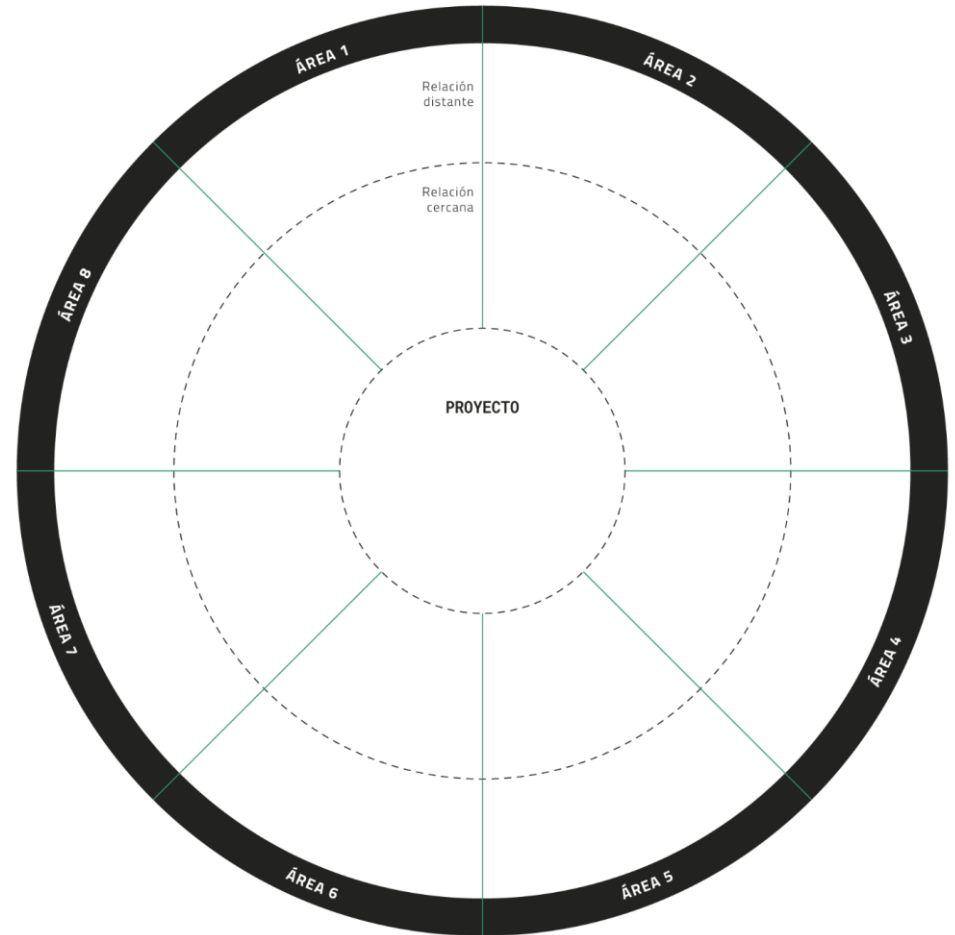 ÁREA 1
ÁREA 2
Relación
distante
Relación
cercana
ÁREA 8
ÁREA 3
PROYECTO
ÁREA 7
ÁREA 4
ÁREA 6
ÁREA 5